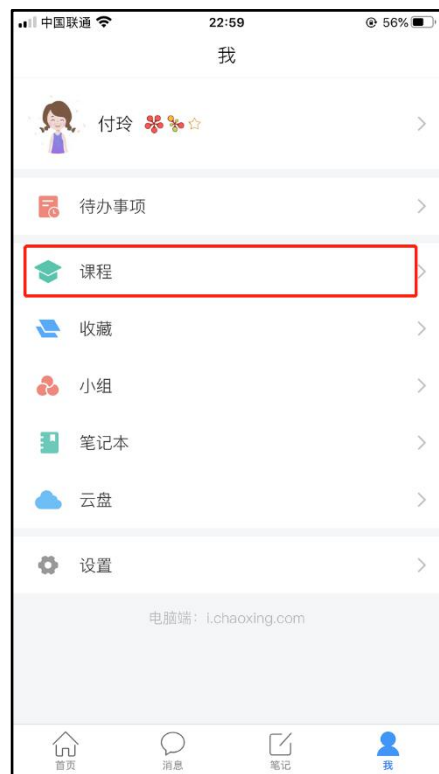 中国联通 22:59 56%
我
付玲
待办事项
课程
收藏
小组
笔记本
云盘
设置
电脑端：i.chaoxing.com
首页 消息 笔记 我